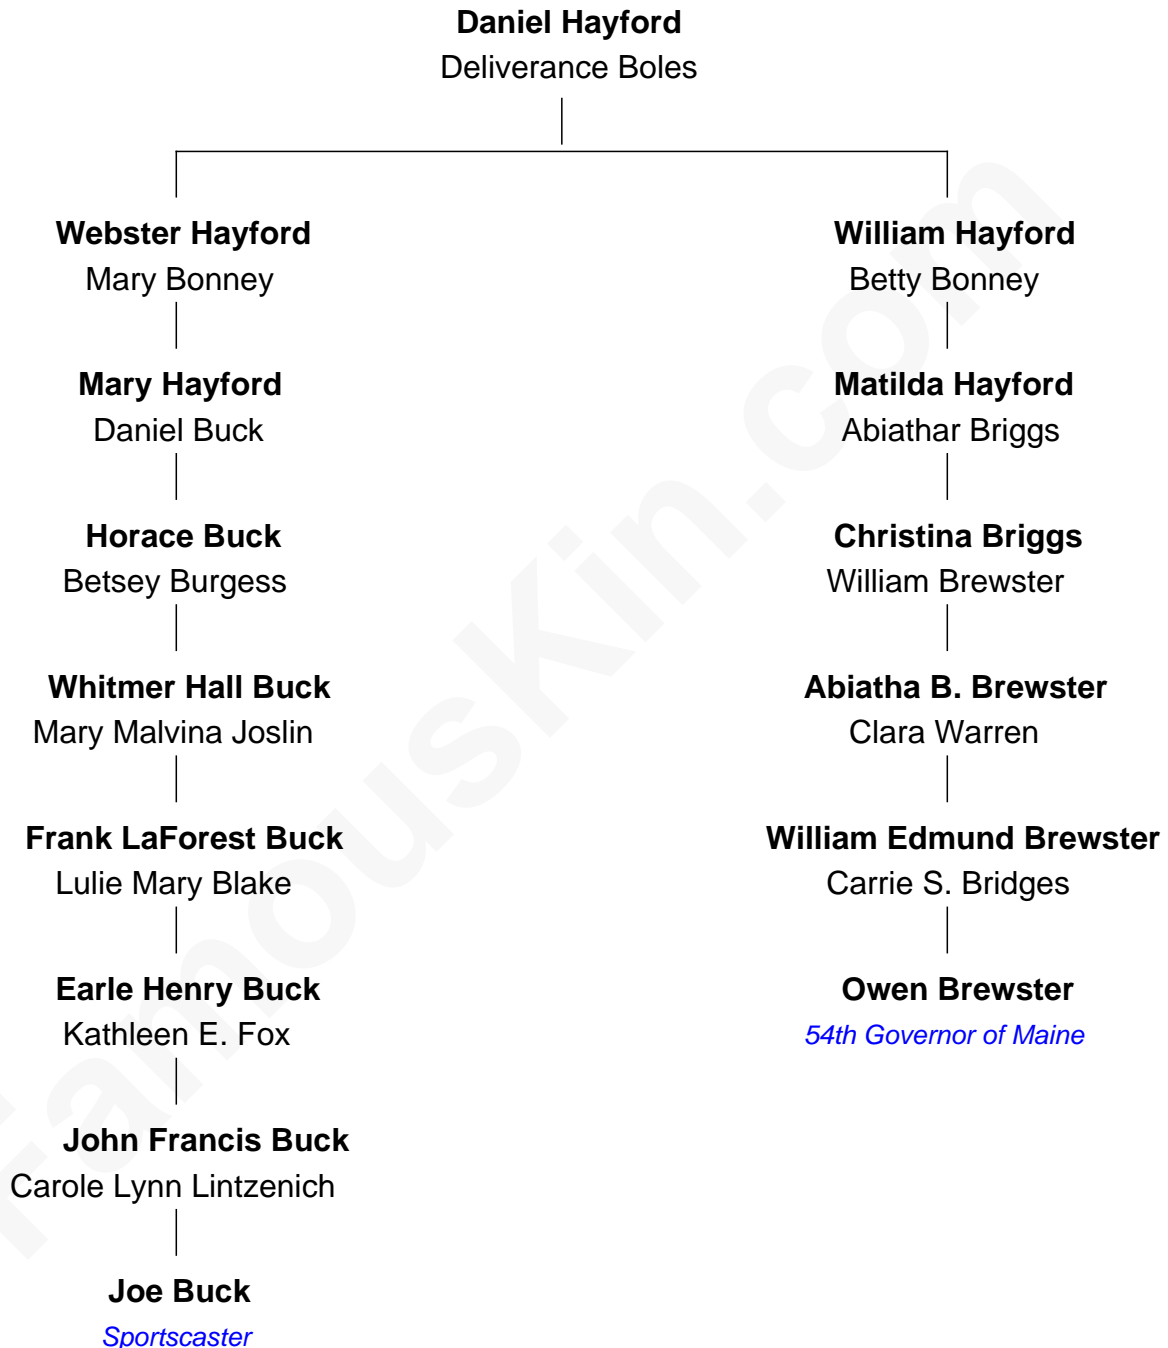 Daniel Hayford
Deliverance Boles
Webster Hayford
Mary Bonney
William Hayford
Betty Bonney
Mary Hayford
Daniel Buck
Matilda Hayford
Abiathar Briggs
Horace Buck
Betsey Burgess
Christina Briggs
William Brewster
Whitmer Hall Buck
Mary Malvina Joslin
Abiatha B. Brewster
Clara Warren
Frank LaForest Buck
Lulie Mary Blake
William Edmund Brewster
Carrie S. Bridges
Earle Henry Buck
Kathleen E. Fox
Owen Brewster
54th Governor of Maine
John Francis Buck
Carole Lynn Lintzenich
Joe Buck
Sportscaster
FamousKin.com